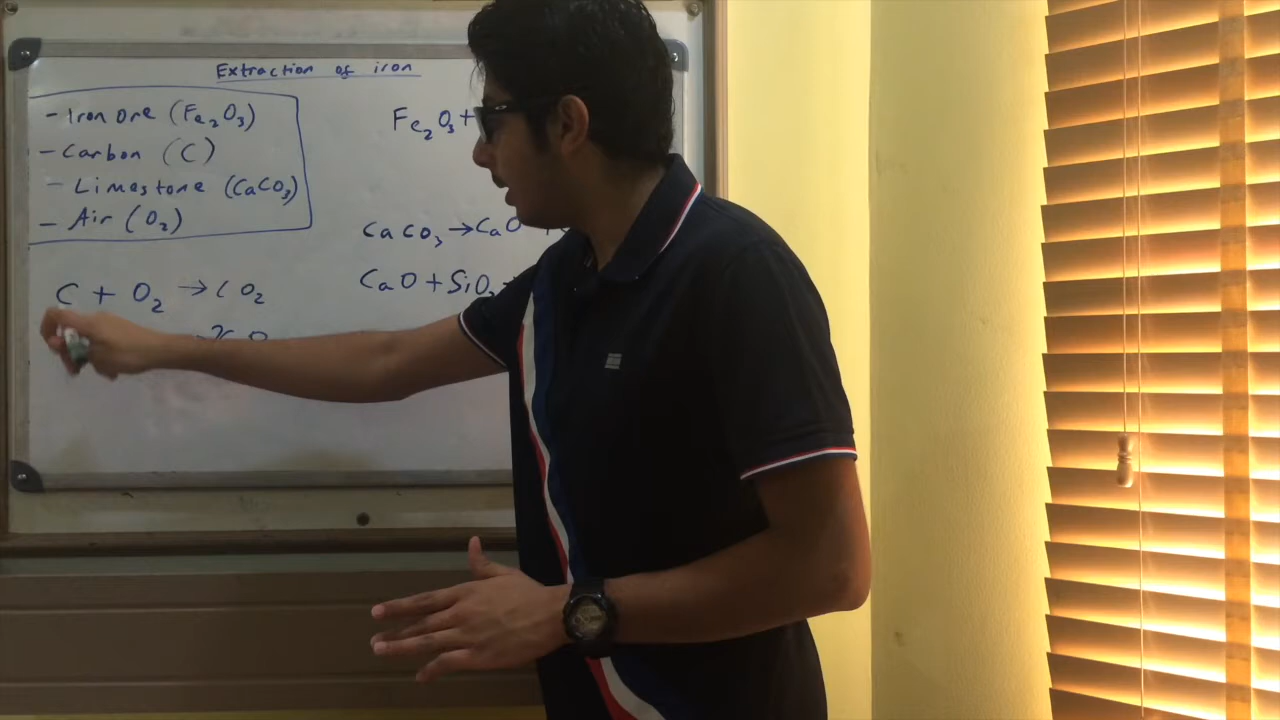 Extraction of iron
- Iron Ore (Fe₂O₃)
- Carbon (C)
- Limestone (CaCO₃)
- Air (O₂)
C + O₂ → CO₂
Fe₂O₃ +
CaCO₃ → CaO +
CaO + SiO₂